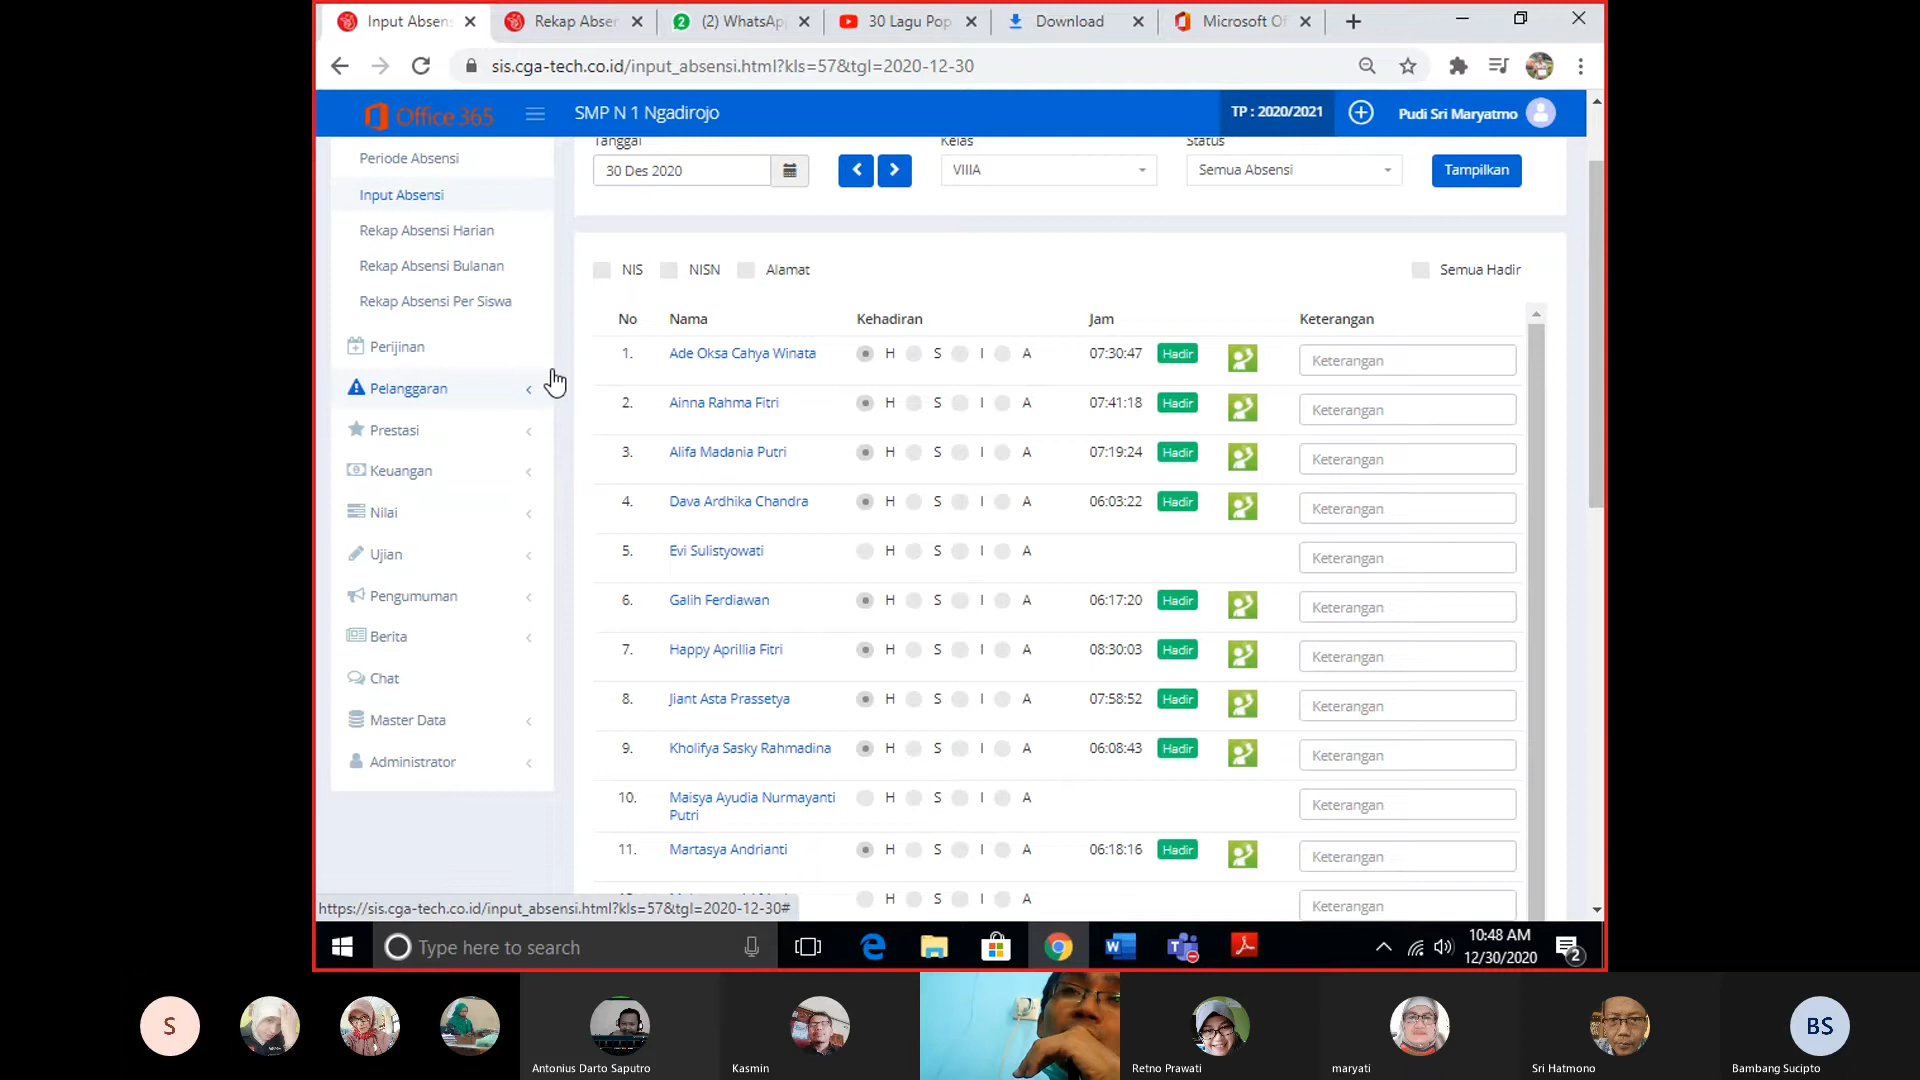 Input Absens
Rekap Abser
(2) WhatsAp
30 Lagu Pop
Download
Microsoft Of
sis.cga-tech.co.id/input_absensi.html?kls=57&tgl=2020-12-30
Office 365
SMP N 1 Ngadirojo
TP : 2020/2021
Pudi Sri Maryatmo
Periode Absensi
Input Absensi
Rekap Absensi Harian
Rekap Absensi Bulanan
Rekap Absensi Per Siswa
Perijinan
Pelanggaran
Prestasi
Keuangan
Nilai
Ujian
Pengumuman
Berita
Chat
Master Data
Administrator
Tanggal Kelas Status
30 Des 2020 VIIIA Semua Absensi Tampilkan
NIS NISN Alamat Semua Hadir
No Nama Kehadiran Jam Keterangan
1. Ade Oksa Cahya Winata H S I A 07:30:47 Hadir Keterangan
2. Ainna Rahma Fitri H S I A 07:41:18 Hadir Keterangan
3. Alifa Madania Putri H S I A 07:19:24 Hadir Keterangan
4. Dava Ardhika Chandra H S I A 06:03:22 Hadir Keterangan
5. Evi Sulistyowati H S I A Keterangan
6. Galih Ferdiawan H S I A 06:17:20 Hadir Keterangan
7. Happy Aprillia Fitri H S I A 08:30:03 Hadir Keterangan
8. Jiant Asta Prassetya H S I A 07:58:52 Hadir Keterangan
9. Kholifya Sasky Rahmadina H S I A 06:08:43 Hadir Keterangan
10. Maisya Ayudia Nurmayanti H S I A Keterangan
Putri
11. Martasya Andrianti H S I A 06:18:16 Hadir Keterangan
H S I A Keterangan
https://sis.cga-tech.co.id/input_absensi.html?kls=57&tgl=2020-12-30#
Type here to search
10:48 AM
12/30/2020
2
S
BS
Antonius Darto Saputro
Kasmin
Retno Prawati
maryati
Sri Hatmono
Bambang Sucipto